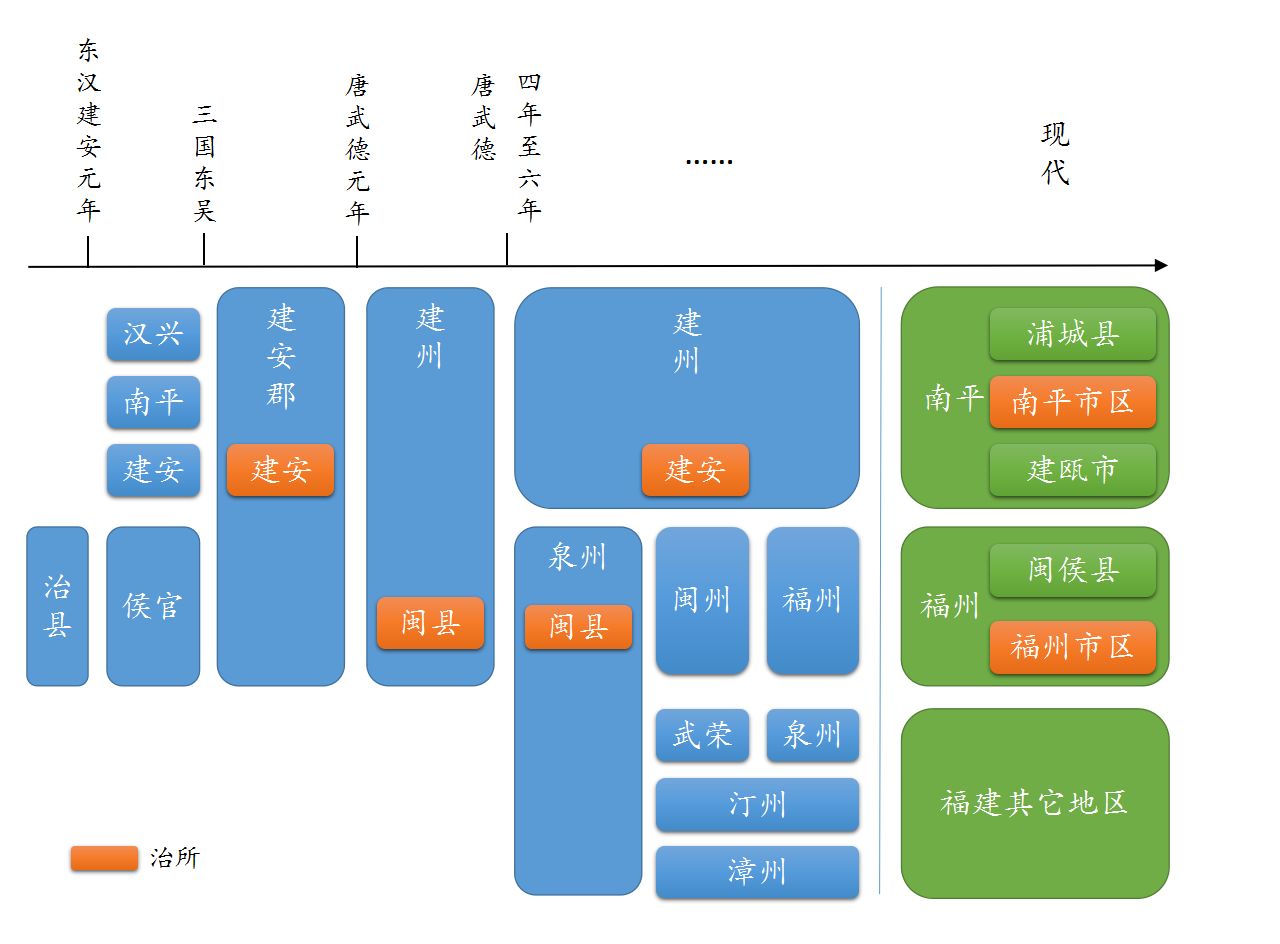 东汉建安元年
三国东吴
唐武德元年
唐武德
四年至六年
……
现代
汉兴
南平
建安
治县
侯官
建安郡
建安
建州
闽县
建州
建安
泉州
闽县
闽州
福州
武荣
泉州
汀州
漳州
南平
浦城县
南平市区
建瓯市
福州
闽侯县
福州市区
福建其它地区
治所